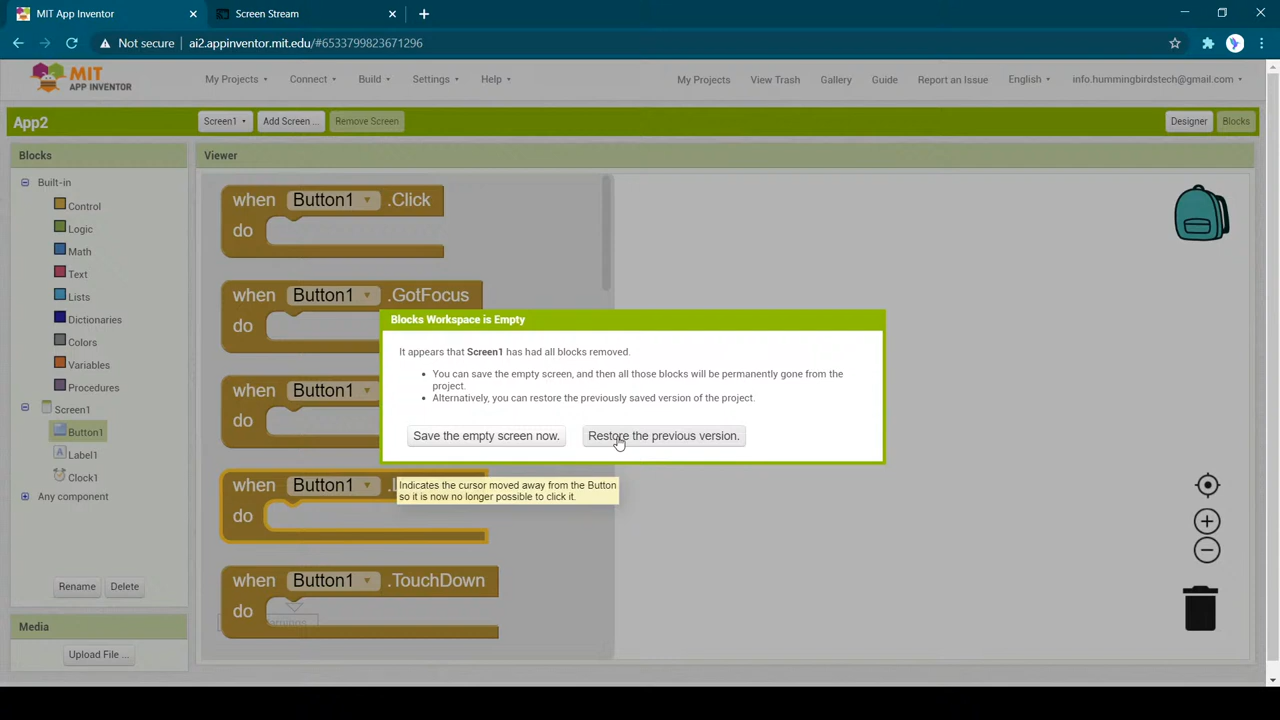 MIT App Inventor
Screen Stream
Not secure
ai2.appinventor.mit.edu/#6533799823671296
MIT
APP INVENTOR
My Projects
Connect
Build
Settings
Help
My Projects
View Trash
Gallery
Guide
Report an Issue
English
info.hummingbirdstech@gmail.com
App2
Screen1
Add Screen ...
Remove Screen
Designer
Blocks
Blocks
Viewer
Built-in
Control
Logic
Math
Text
Lists
Dictionaries
Colors
Variables
Procedures
Screen1
Button1
Label1
Clock1
Any component
Rename
Delete
Media
Upload File ...
when Button1 .Click
do
when Button1 .GotFocus
do
when Button1
do
when Button1
do
when Button1 .TouchDown
do
Blocks Workspace is Empty
It appears that Screen1 has had all blocks removed.
You can save the empty screen, and then all those blocks will be permanently gone from the
project.
Alternatively, you can restore the previously saved version of the project.
Save the empty screen now.
Restore the previous version.
Indicates the cursor moved away from the Button
so it is now no longer possible to click it.